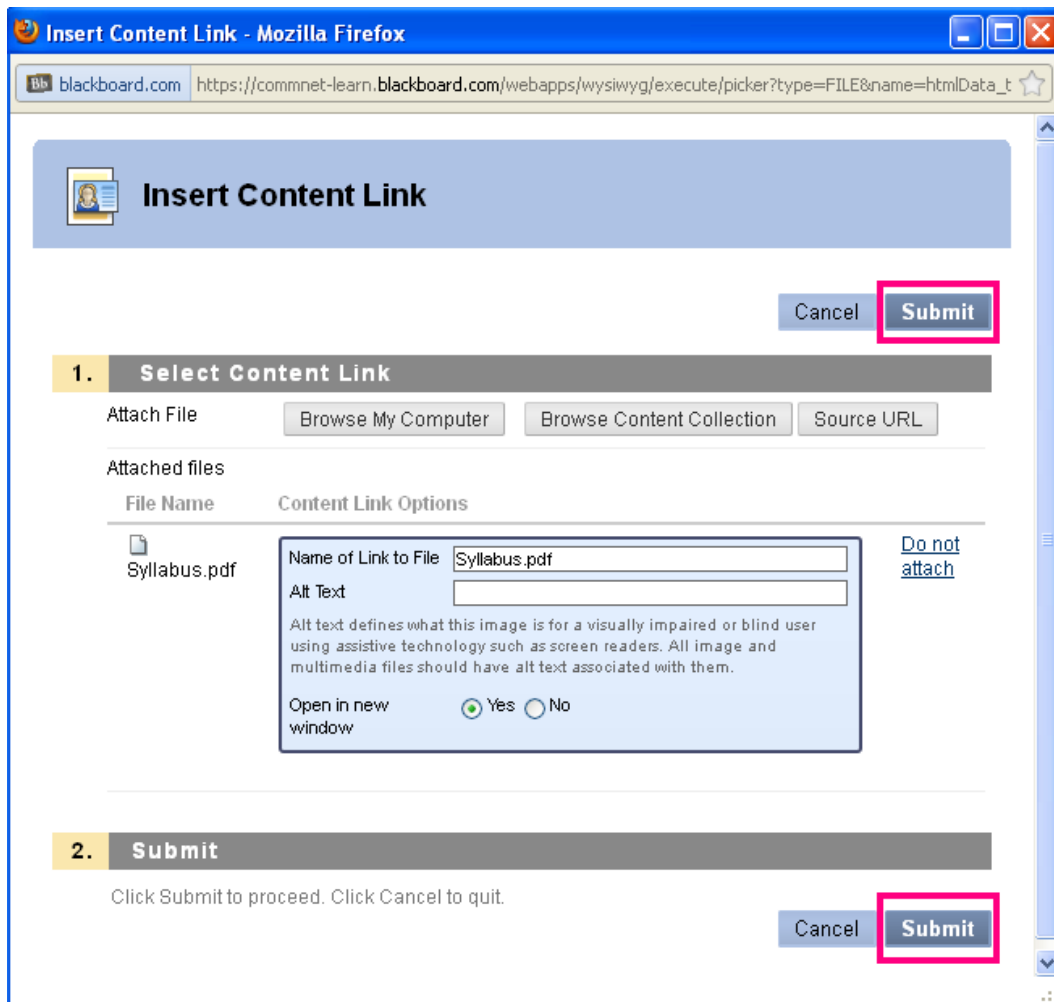 Insert Content Link - Mozilla Firefox
Bb blackboard.com https://commnet-learn.blackboard.com/webapps/wysiwyg/execute/picker?type=FILE&name=htmlData_t
Insert Content Link
Cancel Submit
1. Select Content Link
Attach File Browse My Computer Browse Content Collection Source URL
Attached files
File Name Content Link Options
Syllabus.pdf
Name of Link to File Syllabus.pdf
Alt Text
Alt text defines what this image is for a visually impaired or blind user
using assistive technology such as screen readers. All image and
multimedia files should have alt text associated with them.
Open in new
window
Yes No
Do not
attach
2. Submit
Click Submit to proceed. Click Cancel to quit.
Cancel Submit